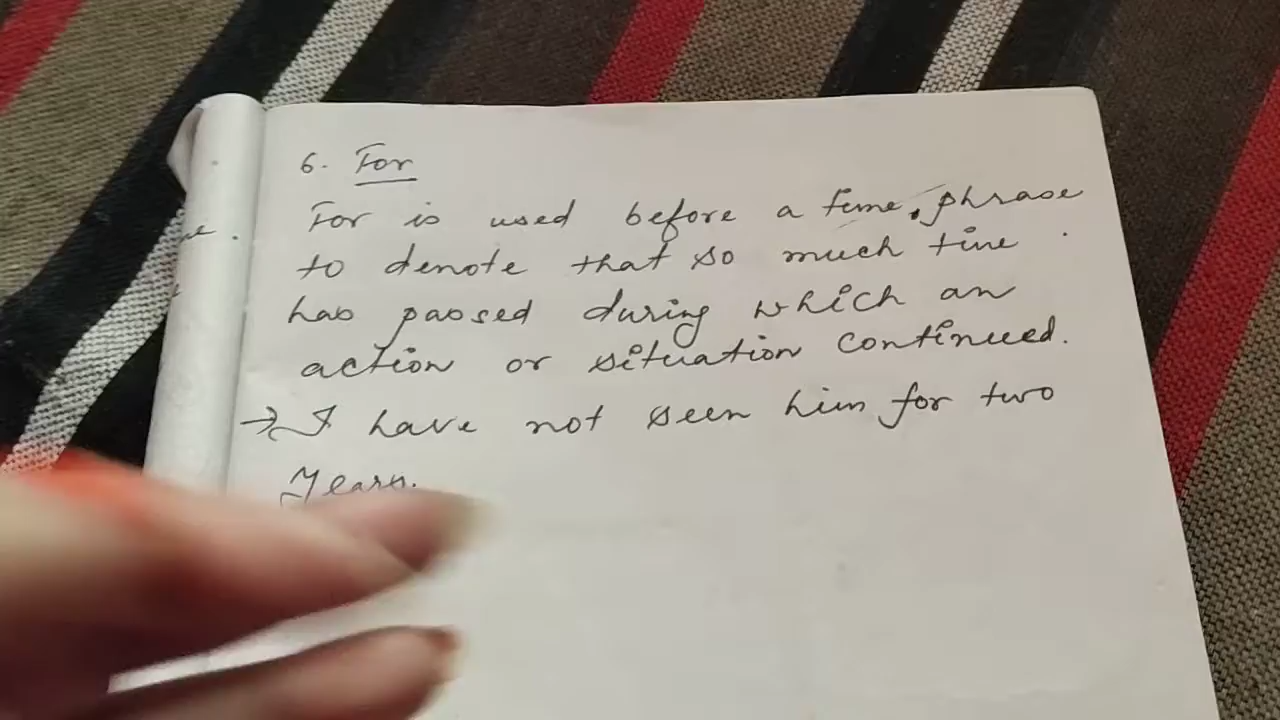 6. For
For is used before a time phrase
to denote that so much time
has passed during which an
action or situation continued.
→ I have not seen him for two
Years.